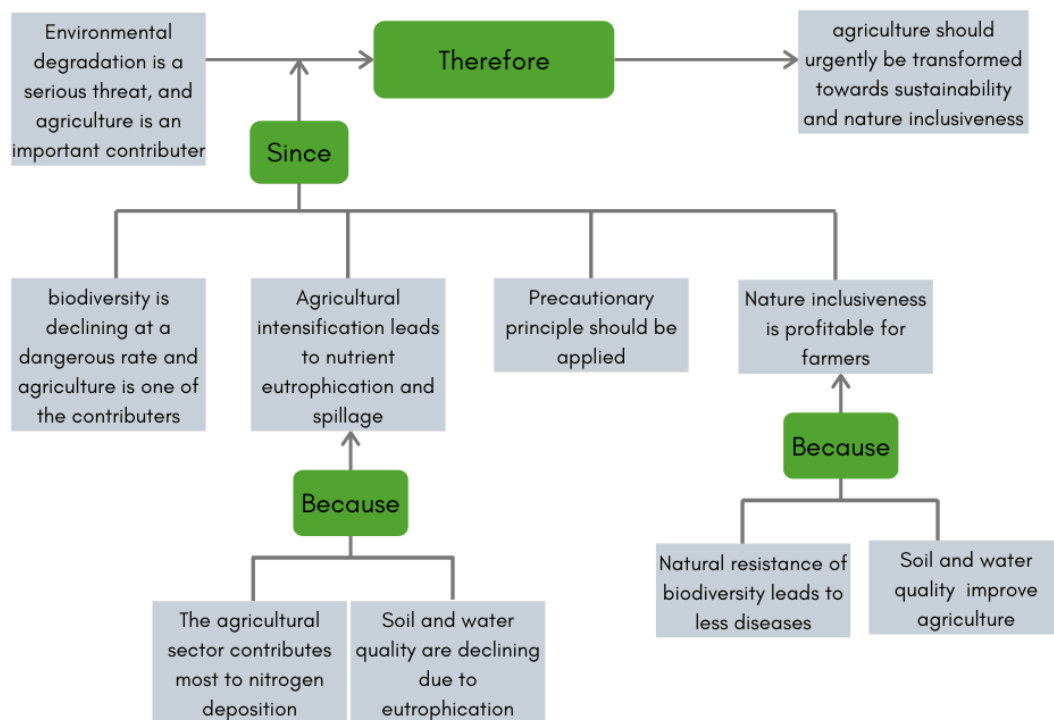 Environmental
degradation is a
serious threat, and
agriculture is an
important contributer
Therefore
agriculture should
urgently be transformed
towards sustainability
and nature inclusiveness
Since
biodiversity is
declining at a
dangerous rate and
agriculture is one of
the contributers
Agricultural
intensification leads
to nutrient
eutrophication and
spillage
Precautionary
principle should be
applied
Nature inclusiveness
is profitable for
farmers
Because
Because
The agricultural
sector contributes
most to nitrogen
deposition
Soil and water
quality are declining
due to
eutrophication
Natural resistance of
biodiversity leads to
less diseases
Soil and water
quality improve
agriculture